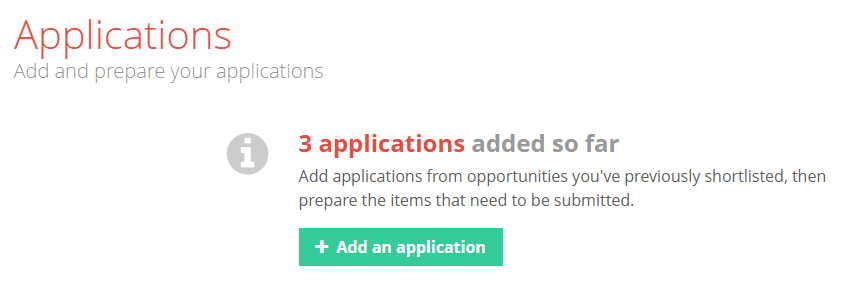 Applications
Add and prepare your applications
3 applications added so far
Add applications from opportunities you've previously shortlisted, then
prepare the items that need to be submitted.
+ Add an application